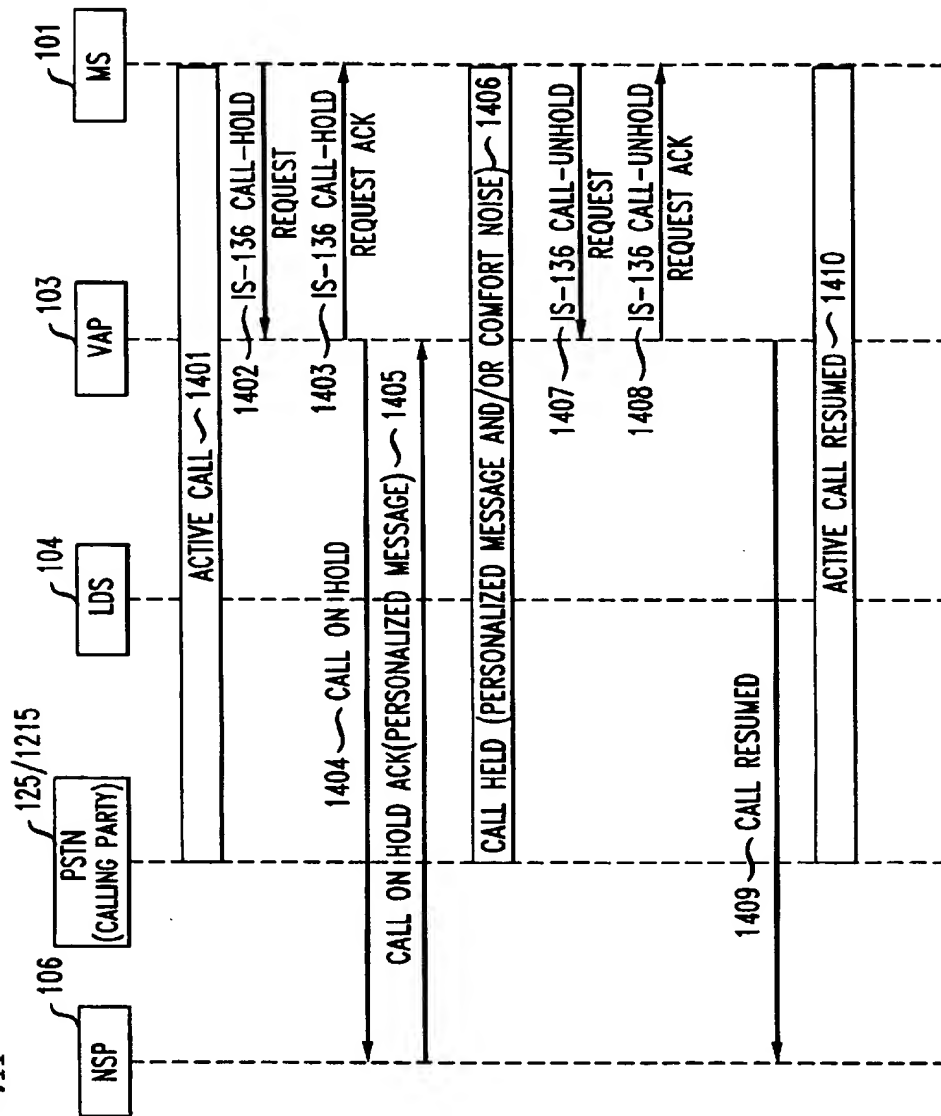 125/1215
106
104
103
101
NSP
PSTN
(CALLING PARTY)
LDS
VAP
MS
ACTIVE CALL 1401
1402 IS-136 CALL-HOLD
REQUEST
1403 IS-136 CALL-HOLD
REQUEST ACK
1404 CALL ON HOLD
CALL ON HOLD ACK(PERSONALIZED MESSAGE) 1405
CALL HELD (PERSONALIZED MESSAGE AND/OR COMFORT NOISE) 1406
1407 IS-136 CALL-UNHOLD
REQUEST
1408 IS-136 CALL-UNHOLD
REQUEST ACK
1409 CALL RESUMED
ACTIVE CALL RESUMED 1410